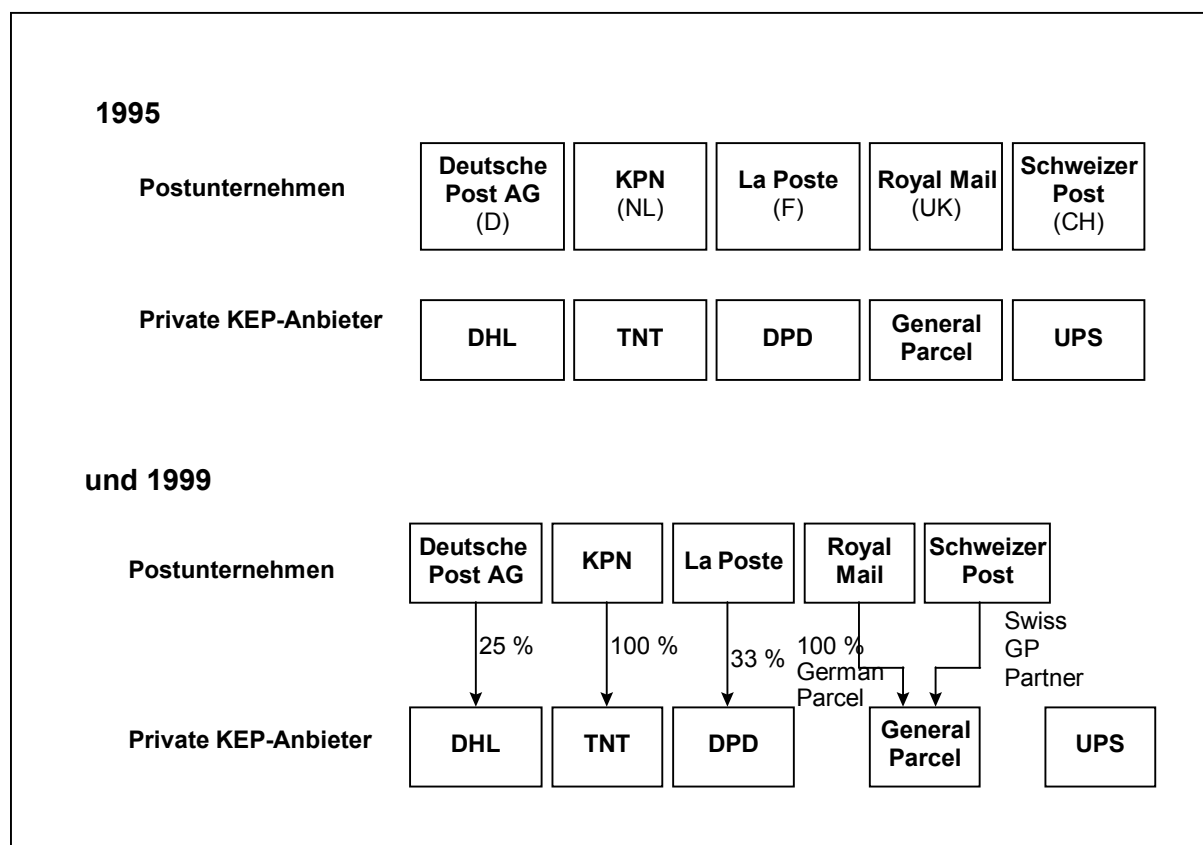 1995
Postunternehmen
Deutsche
Post AG
(D)
KPN
(NL)
La Poste
(F)
Royal Mail
(UK)
Schweizer
Post
(CH)
Private KEP-Anbieter
DHL
TNT
DPD
General
Parcel
UPS
und 1999
Postunternehmen
Deutsche
Post AG
KPN
La Poste
Royal
Mail
Schweizer
Post
25 %
100 %
33 %
100 %
German
Parcel
Swiss
GP
Partner
Private KEP-Anbieter
DHL
TNT
DPD
General
Parcel
UPS